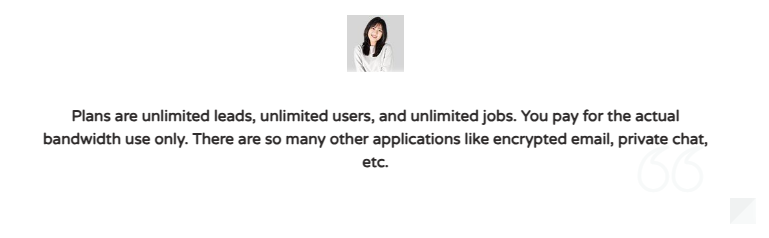 Plans are unlimited leads, unlimited users, and unlimited jobs. You pay for the actual
bandwidth use only. There are so many other applications like encrypted email, private chat,
etc.